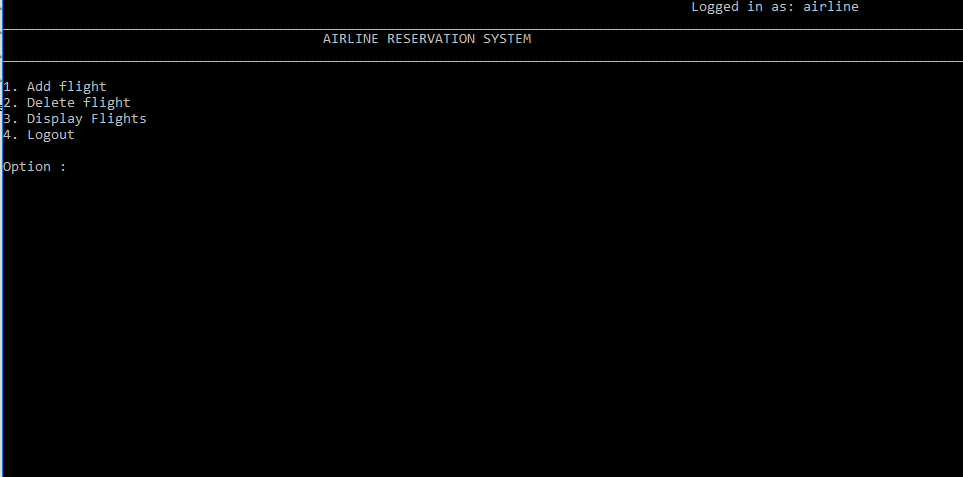 Logged in as: airline
AIRLINE RESERVATION SYSTEM
1. Add flight
2. Delete flight
3. Display Flights
4. Logout
Option :